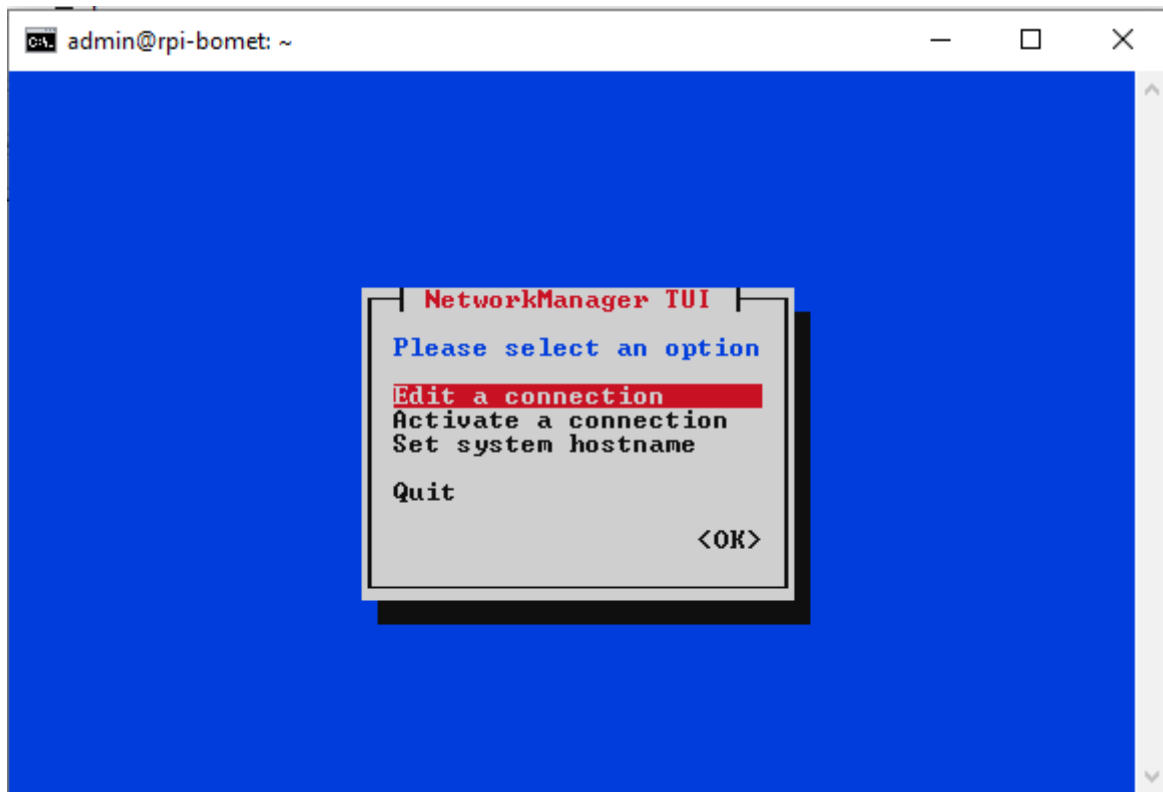 admin@rpi-bomet: ~
NetworkManager TUI
Please select an option
Edit a connection
Activate a connection
Set system hostname
Quit
<OK>